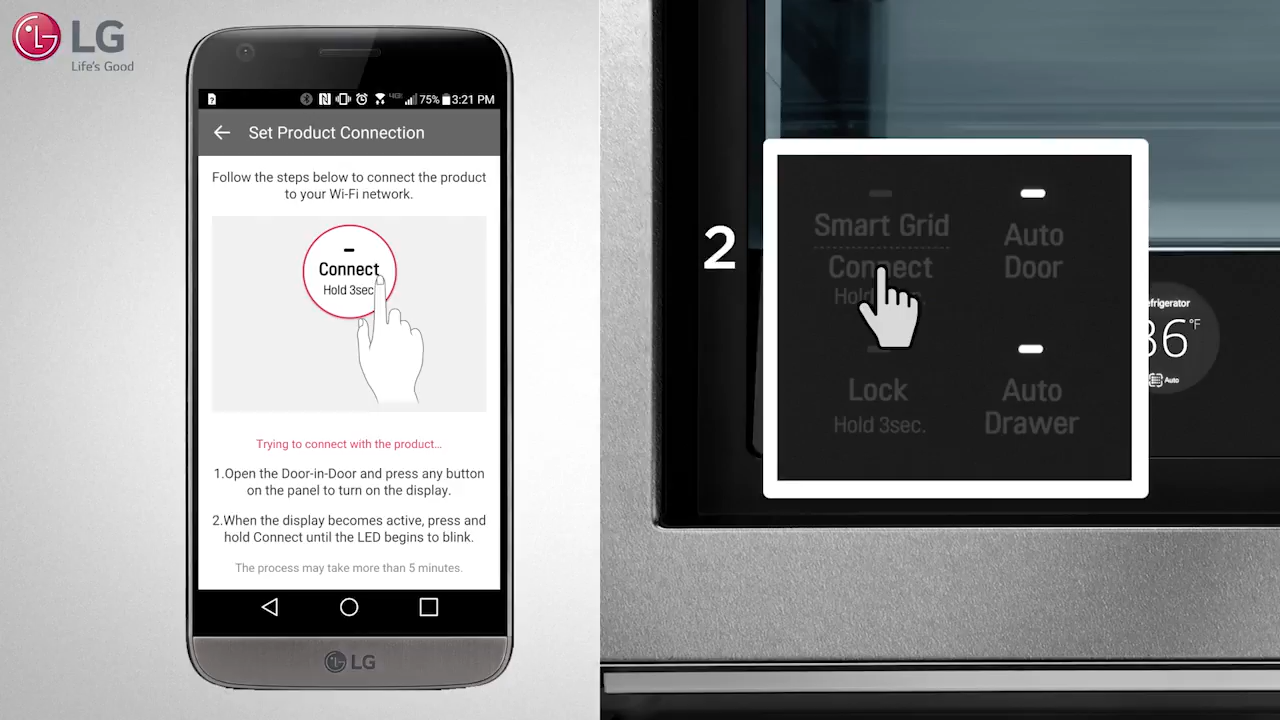 LG
Life's Good
75% 3:21 PM
Set Product Connection
Follow the steps below to connect the product
to your Wi-Fi network.
Connect
Hold 3sec
Trying to connect with the product...
1.Open the Door-in-Door and press any button
on the panel to turn on the display.
2.When the display becomes active, press and
hold Connect until the LED begins to blink.
The process may take more than 5 minutes.
LG
2
Smart Grid
Connect
Hold
Auto
Door
Lock
Hold 3sec.
Auto
Drawer
°F
Auto